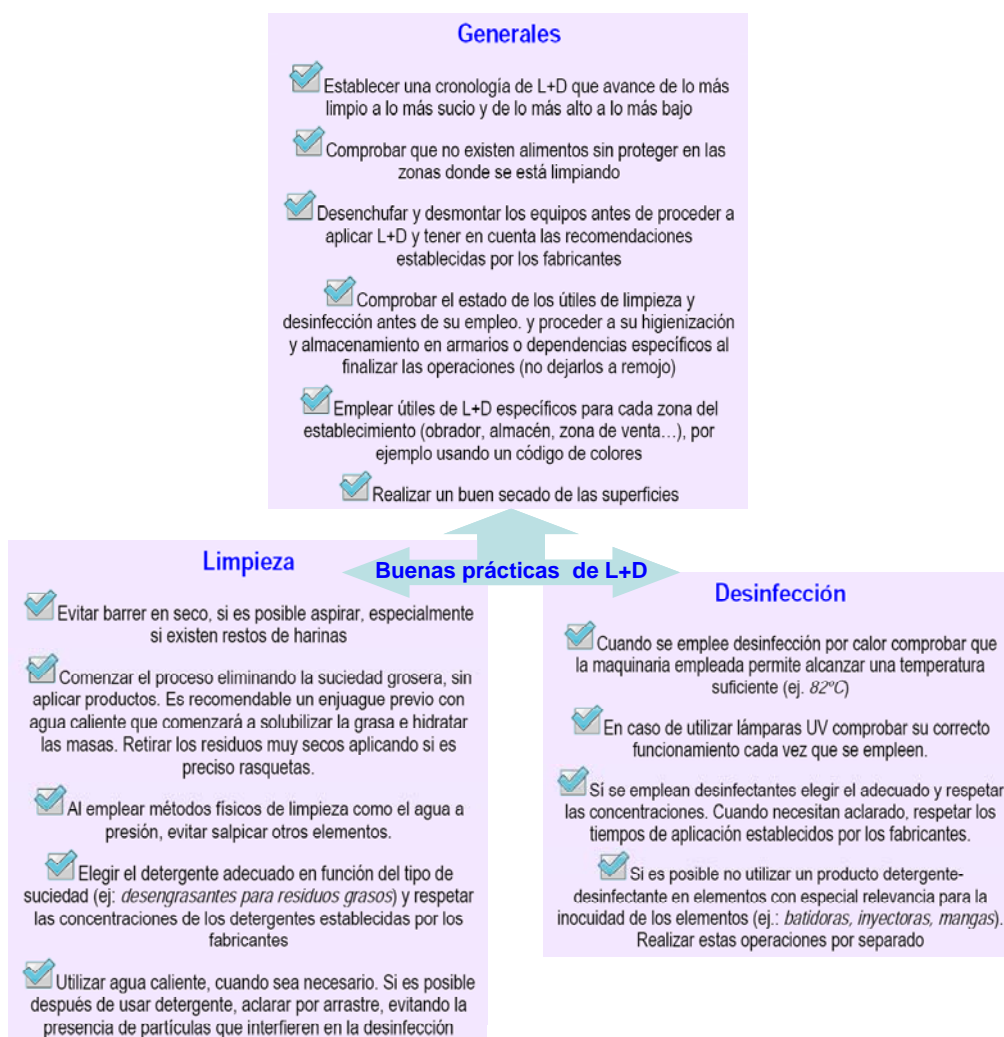 Generales
Establecer una cronología de L+D que avance de lo más
limpio a lo más sucio y de lo más alto a lo más bajo
Comprobar que no existen alimentos sin proteger en las
zonas donde se está limpiando
Desenchufar y desmontar los equipos antes de proceder a
aplicar L+D y tener en cuenta las recomendaciones
establecidas por los fabricantes
Comprobar el estado de los útiles de limpieza y
desinfección antes de su empleo. y proceder a su higienización
y almacenamiento en armarios o dependencias específicos al
finalizar las operaciones (no dejarlos a remojo)
Emplear útiles de L+D específicos para cada zona del
establecimiento (obrador, almacén, zona de venta…), por
ejemplo usando un código de colores
Realizar un buen secado de las superficies
Buenas prácticas de L+D
Limpieza
Evitar barrer en seco, si es posible aspirar, especialmente
si existen restos de harinas
Comenzar el proceso eliminando la suciedad grosera, sin
aplicar productos. Es recomendable un enjuague previo con
agua caliente que comenzará a solubilizar la grasa e hidratar
las masas. Retirar los residuos muy secos aplicando si es
preciso rasquetas.
Al emplear métodos físicos de limpieza como el agua a
presión, evitar salpicar otros elementos.
Elegir el detergente adecuado en función del tipo de
suciedad (ej: desengrasantes para residuos grasos) y respetar
las concentraciones de los detergentes establecidas por los
fabricantes
Utilizar agua caliente, cuando sea necesario. Si es posible
después de usar detergente, aclarar por arrastre, evitando la
presencia de partículas que interfieren en la desinfección
Desinfección
Cuando se emplee desinfección por calor comprobar que
la maquinaria empleada permite alcanzar una temperatura
suficiente (ej. 82ºC)
En caso de utilizar lámparas UV comprobar su correcto
funcionamiento cada vez que se empleen.
Sí se emplean desinfectantes elegir el adecuado y respetar
las concentraciones. Cuando necesitan aclarado, respetar los
tiempos de aplicación establecidos por los fabricantes.
Si es posible no utilizar un producto detergente-
desinfectante en elementos con especial relevancia para la
inocuidad de los elementos (ej.: batidoras, inyectoras, mangas).
Realizar estas operaciones por separado